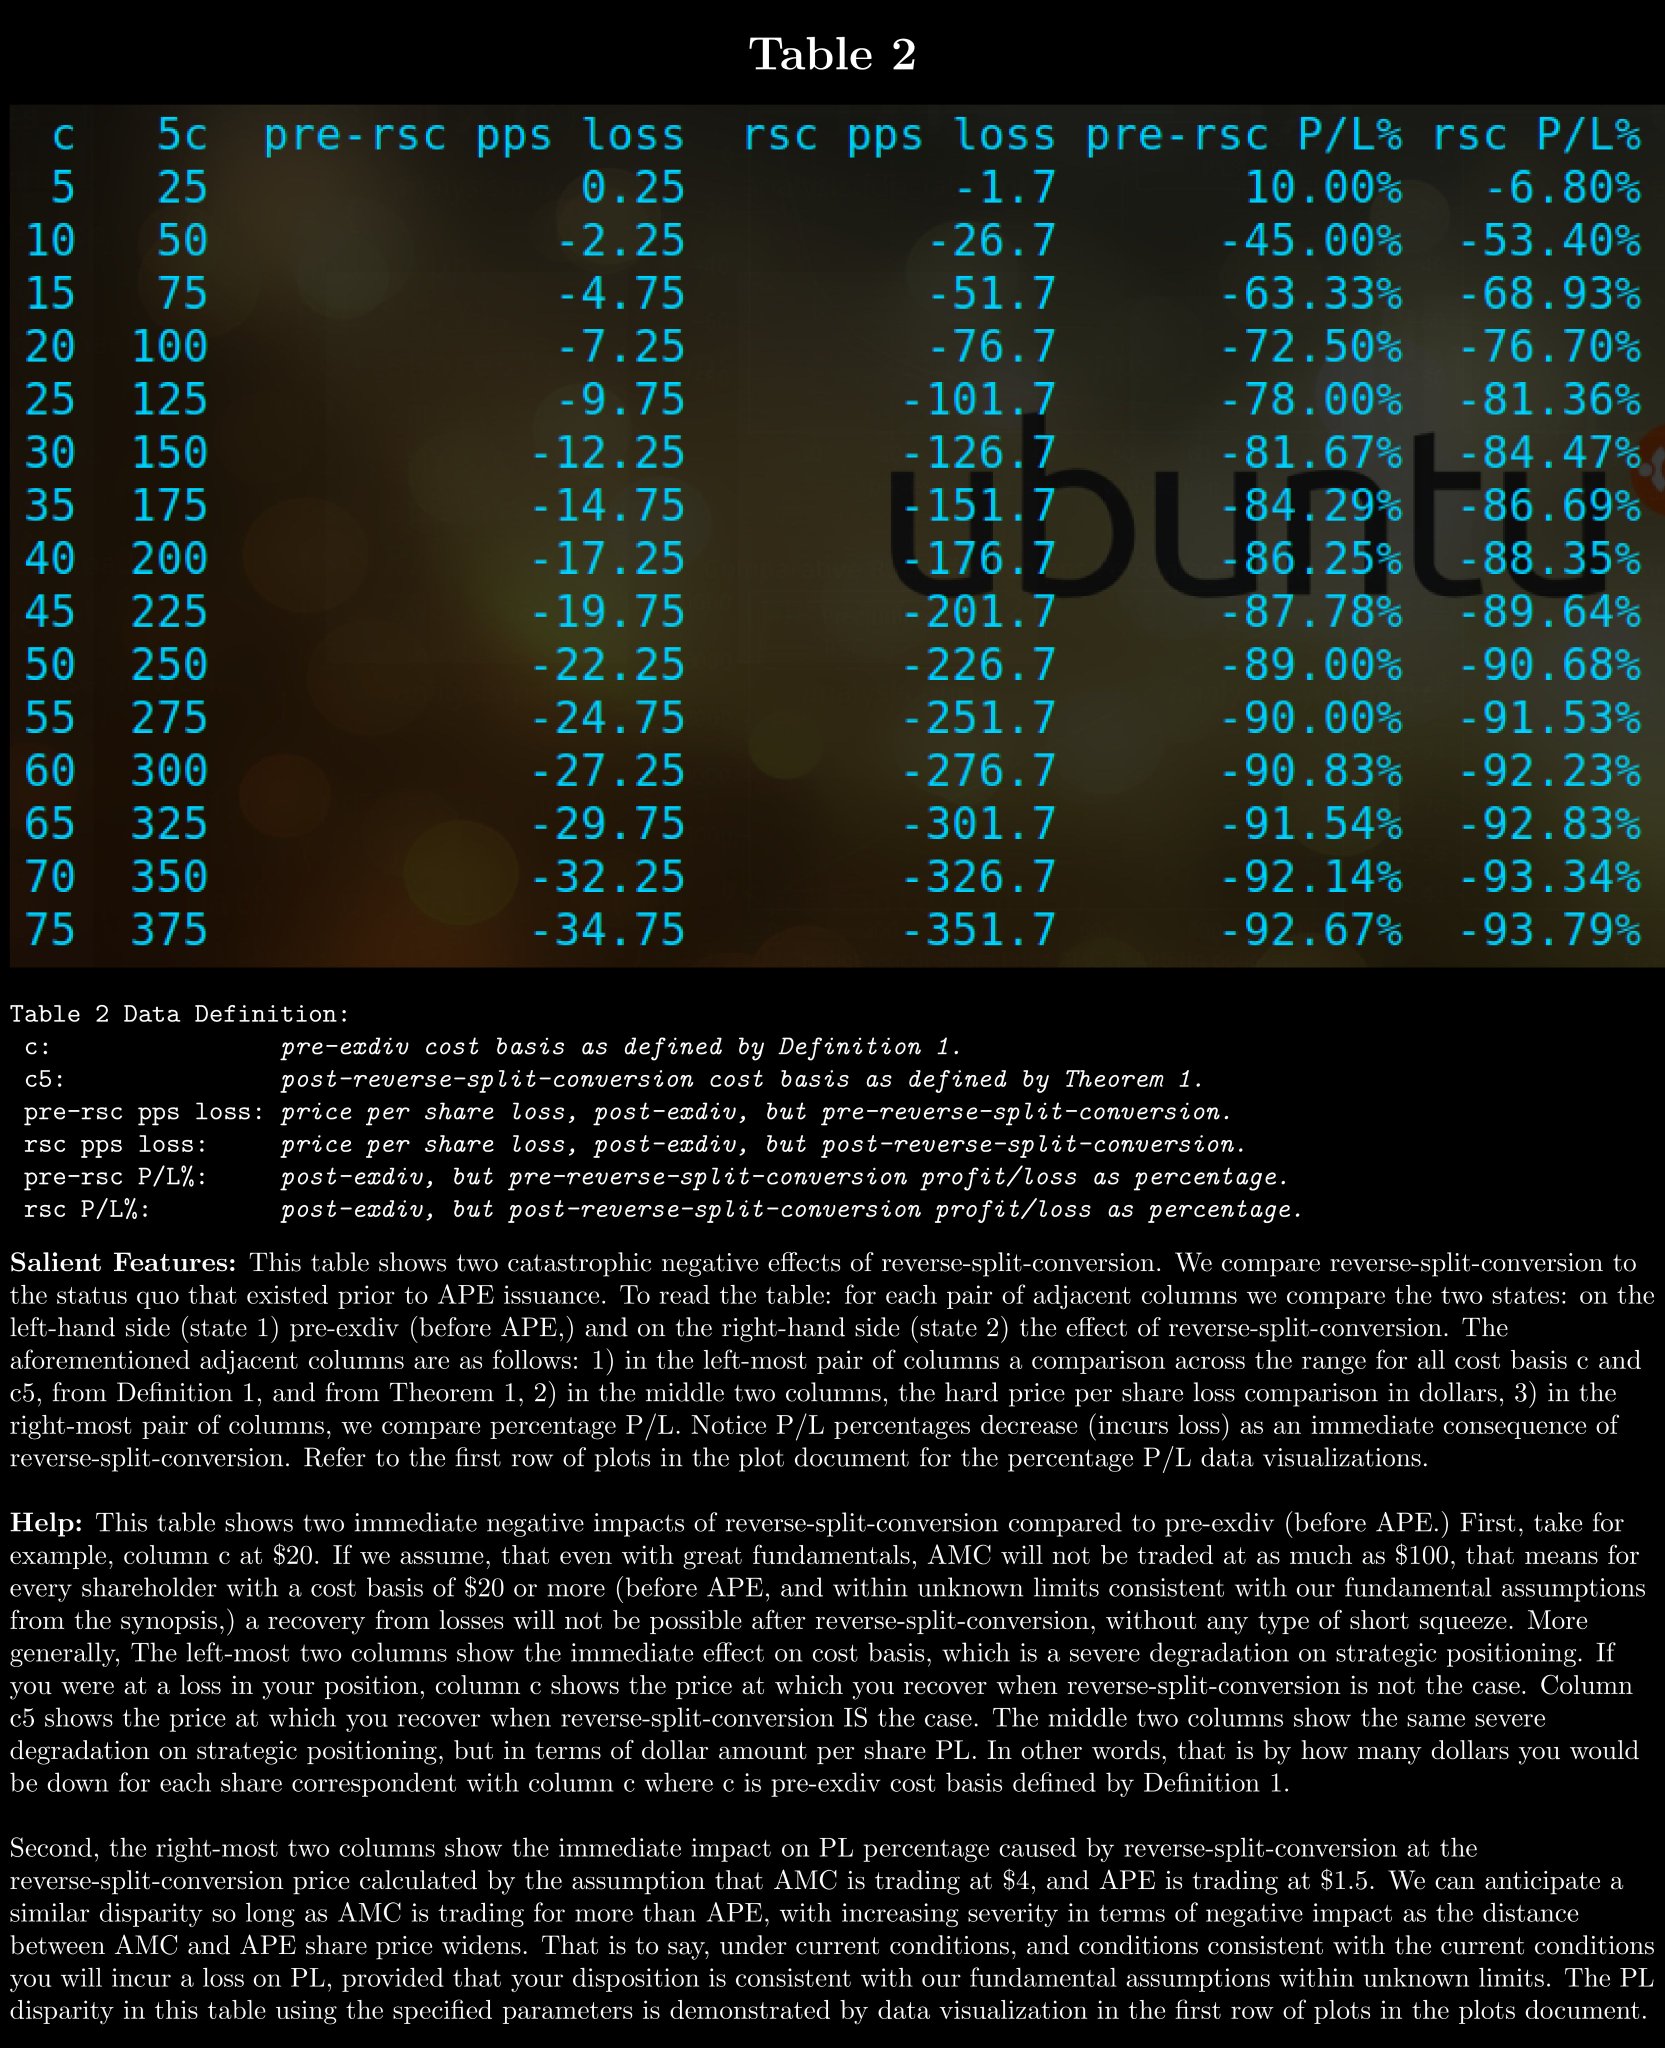 Table 2
c 5c pre-rsc pps loss rsc pps loss pre-rsc P/L% rsc P/L%
5 25 0.25 -1.7 10.00% -6.80%
10 50 -2.25 -26.7 -45.00% -53.40%
15 75 -4.75 -51.7 -63.33% -68.93%
20 100 -7.25 -76.7 -72.50% -76.70%
25 125 -9.75 -101.7 -78.00% -81.36%
30 150 -12.25 -126.7 -81.67% -84.47%
35 175 -14.75 -151.7 -84.29% -86.69%
40 200 -17.25 -176.7 -86.25% -88.35%
45 225 -19.75 -201.7 -87.78% -89.64%
50 250 -22.25 -226.7 -89.00% -90.68%
55 275 -24.75 -251.7 -90.00% -91.53%
60 300 -27.25 -276.7 -90.83% -92.23%
65 325 -29.75 -301.7 -91.54% -92.83%
70 350 -32.25 -326.7 -92.14% -93.34%
75 375 -34.75 -351.7 -92.67% -93.79%
ubuntu
Table 2 Data Definition:
c: pre-exdiv cost basis as defined by Definition 1.
c5: post-reverse-split-conversion cost basis as defined by Theorem 1.
pre-rsc pps loss: price per share loss, post-exdiv, but pre-reverse-split-conversion.
rsc pps loss: price per share loss, post-exdiv, but post-reverse-split-conversion.
pre-rsc P/L%: post-exdiv, but pre-reverse-split-conversion profit/loss as percentage.
rsc P/L%: post-exdiv, but post-reverse-split-conversion profit/loss as percentage.
Salient Features: This table shows two catastrophic negative effects of reverse-split-conversion. We compare reverse-split-conversion to
the status quo that existed prior to APE issuance. To read the table: for each pair of adjacent columns we compare the two states: on the
left-hand side (state 1) pre-exdiv (before APE,) and on the right-hand side (state 2) the effect of reverse-split-conversion. The
aforementioned adjacent columns are as follows: 1) in the left-most pair of columns a comparison across the range for all cost basis c and
c5, from Definition 1, and from Theorem 1, 2) in the middle two columns, the hard price per share loss comparison in dollars, 3) in the
right-most pair of columns, we compare percentage P/L. Notice P/L percentages decrease (incurs loss) as an immediate consequence of
reverse-split-conversion. Refer to the first row of plots in the plot document for the percentage P/L data visualizations.
Help: This table shows two immediate negative impacts of reverse-split-conversion compared to pre-exdiv (before APE.) First, take for
example, column c at $20. If we assume, that even with great fundamentals, AMC will not be traded at as much as $100, that means for
every shareholder with a cost basis of $20 or more (before APE, and within unknown limits consistent with our fundamental assumptions
from the synopsis,) a recovery from losses will not be possible after reverse-split-conversion, without any type of short squeeze. More
generally, The left-most two columns show the immediate effect on cost basis, which is a severe degradation on strategic positioning. If
you were at a loss in your position, column c shows the price at which you recover when reverse-split-conversion is not the case. Column
c5 shows the price at which you recover when reverse-split-conversion IS the case. The middle two columns show the same severe
degradation on strategic positioning, but in terms of dollar amount per share PL. In other words, that is by how many dollars you would
be down for each share correspondent with column c where c is pre-exdiv cost basis defined by Definition 1.
Second, the right-most two columns show the immediate impact on PL percentage caused by reverse-split-conversion at the
reverse-split-conversion price calculated by the assumption that AMC is trading at $4, and APE is trading at $1.5. We can anticipate a
similar disparity so long as AMC is trading for more than APE, with increasing severity in terms of negative impact as the distance
between AMC and APE share price widens. That is to say, under current conditions, and conditions consistent with the current conditions
you will incur a loss on PL, provided that your disposition is consistent with our fundamental assumptions within unknown limits. The PL
disparity in this table using the specified parameters is demonstrated by data visualization in the first row of plots in the plots document.